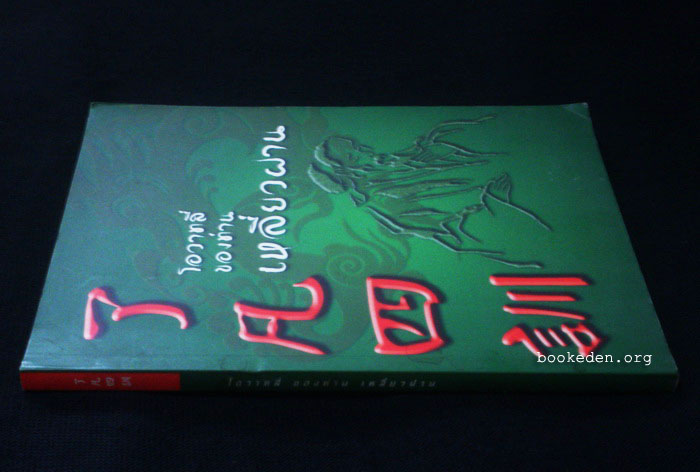 โอวาทสี่
ของท่าน
เหลี่ยวฝาน
了凡四訓
了凡四訓
โอวาทสี่ ของท่าน เหลี่ยวฝาน
bookeden.org